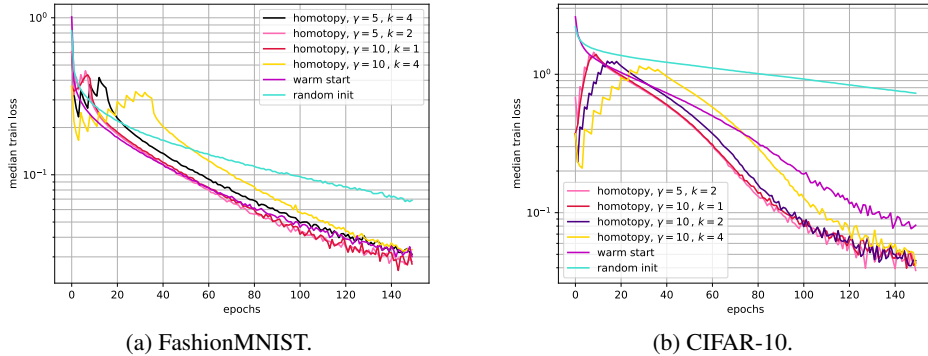 10⁰
10⁻¹
median train loss
homotopy, γ = 5 , k = 4
homotopy, γ = 5 , k = 2
homotopy, γ = 10 , k = 1
homotopy, γ = 10 , k = 4
warm start
random init
0 20 40 60 80 100 120 140
epochs
(a) FashionMNIST.
10⁰
10⁻¹
median train loss
homotopy, γ = 5 , k = 2
homotopy, γ = 10 , k = 1
homotopy, γ = 10 , k = 2
homotopy, γ = 10 , k = 4
warm start
random init
0 20 40 60 80 100 120 140
epochs
(b) CIFAR-10.